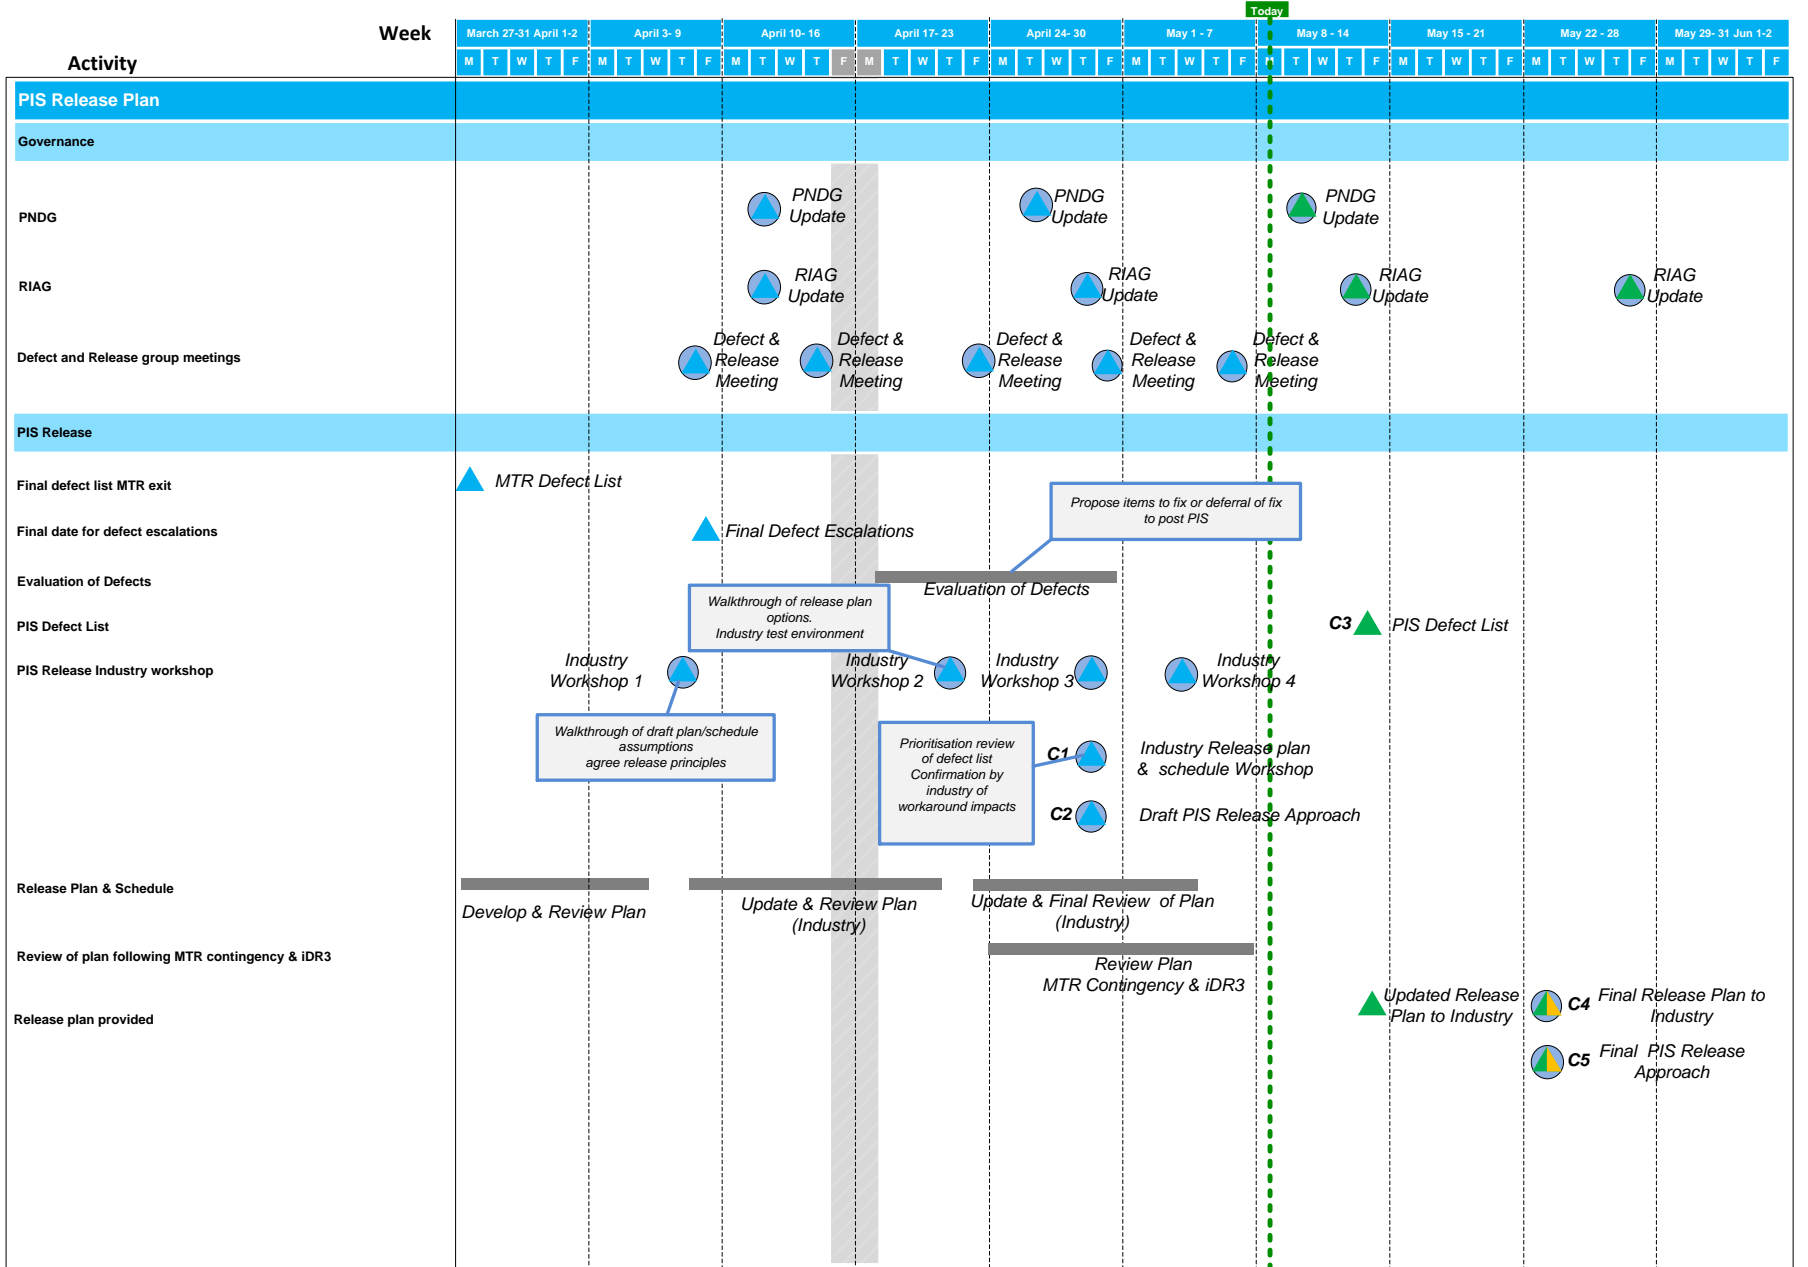 Today
Week
March 27-31 April 1-2
April 3- 9
April 10- 16
April 17- 23
April 24- 30
May 1 - 7
May 8 - 14
May 15 - 21
May 22 - 28
May 29- 31 Jun 1-2
Activity
M T W T F M T W T F M T W T F M T W T F M T W T F M T W T F M T W T F M T W T F M T W T F M T W T F
PIS Release Plan
Governance
PNDG
PNDG
Update
PNDG
Update
PNDG
Update
RIAG
RIAG
Update
RIAG
Update
RIAG
Update
RIAG
Update
Defect and Release group meetings
Defect &
Release
Meeting
Defect &
Release
Meeting
Defect &
Release
Meeting
Defect &
Release
Meeting
Defect &
Release
Meeting
PIS Release
Final defect list MTR exit
MTR Defect List
Propose items to fix or deferral of fix
to post PIS
Final date for defect escalations
Final Defect Escalations
Evaluation of Defects
Evaluation of Defects
Walkthrough of release plan
options.
Industry test environment
PIS Defect List
C3
PIS Defect List
PIS Release Industry workshop
Industry
Workshop 1
Industry
Workshop 2
Industry
Workshop 3
Industry
Workshop 4
Walkthrough of draft plan/schedule
assumptions
agree release principles
Prioritisation review
of defect list
Confirmation by
industry of
workaround impacts
C1
Industry Release plan
& schedule Workshop
C2
Draft PIS Release Approach
Release Plan & Schedule
Develop & Review Plan
Update & Review Plan
(Industry)
Update & Final Review of Plan
(Industry)
Review of plan following MTR contingency & iDR3
Review Plan
MTR Contingency & iDR3
Release plan provided
Updated Release
Plan to Industry
C4
Final Release Plan to
Industry
C5
Final PIS Release
Approach